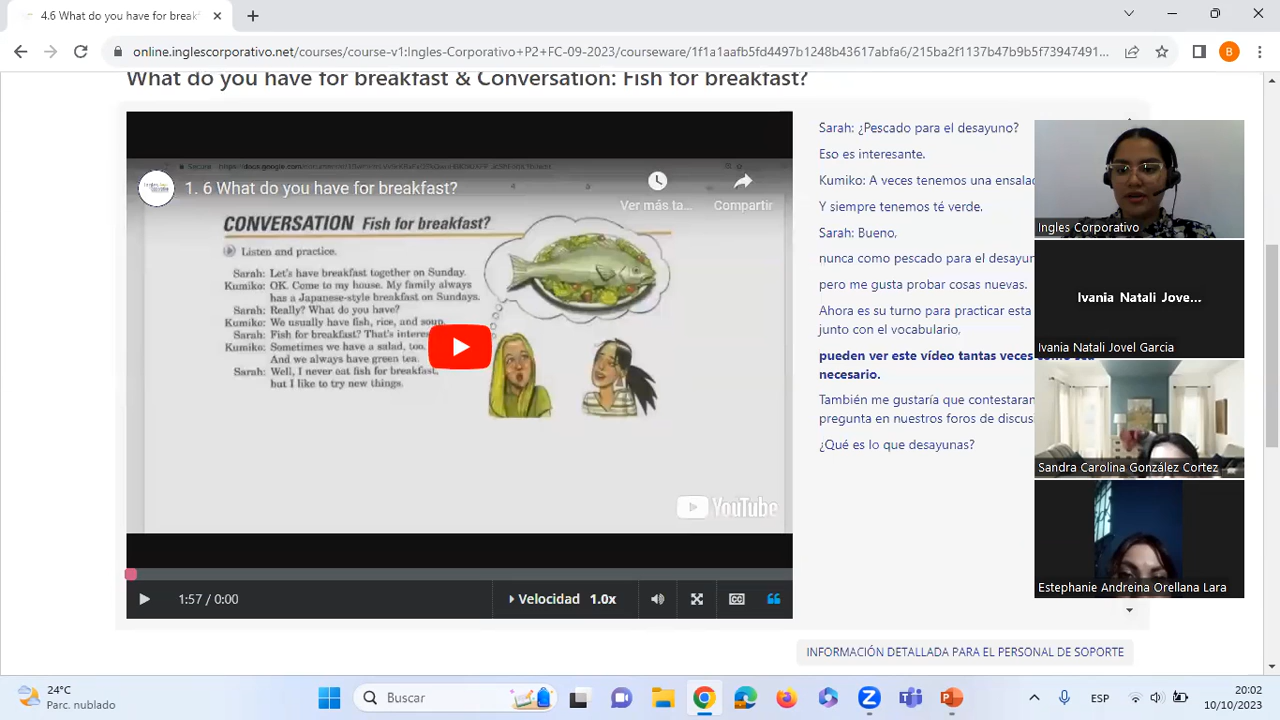 4.6 What do you have for break
online.inglescorporativo.net/courses/course-v1:Ingles-Corporativo+P2+FC-09-2023/courseware/1f1a1aafb5fd4497b1248b43617abfa6/215ba2f1137b47b9b5f73947491...
B
What do you have for breakfast & Conversation: Fish for breakfast?
1. 6 What do you have for breakfast?
Ver más ta...
Compartir
CONVERSATION Fish for breakfast?
Listen and practice.
Sarah: Let's have breakfast together on Sunday.
Kumiko: OK. Come to my house. My family always
has a Japanese-style breakfast on Sundays.
Sarah: Really? What do you have?
Kumiko: We usually have fish, rice, and soup.
Sarah: Fish for breakfast? That's interes
Kumiko: Sometimes we have a salad, too.
And we always have green tea.
Sarah: Well, I never eat fish for breakfast,
but I like to try new things.
YouTube
1:57 / 0:00
Velocidad 1.0x
CC
Sarah: ¿Pescado para el desayuno?
Eso es interesante.
Kumiko: A veces tenemos una ensalad
Y siempre tenemos té verde.
Sarah: Bueno,
nunca como pescado para el desayun
pero me gusta probar cosas nuevas.
Ahora es su turno para practicar esta
junto con el vocabulario,
pueden ver este vídeo tantas veces como sea
necesario.
También me gustaría que contestaran
pregunta en nuestros foros de discus
¿Qué es lo que desayunas?
Ingles Corporativo
Ivania Natali Jove...
Ivania Natali Jovel Garcia
Sandra Carolina González Cortez
Estephanie Andreina Orellana Lara
INFORMACIÓN DETALLADA PARA EL PERSONAL DE SOPORTE
24°C
Parc. nublado
Buscar
ESP
20:02
10/10/2023